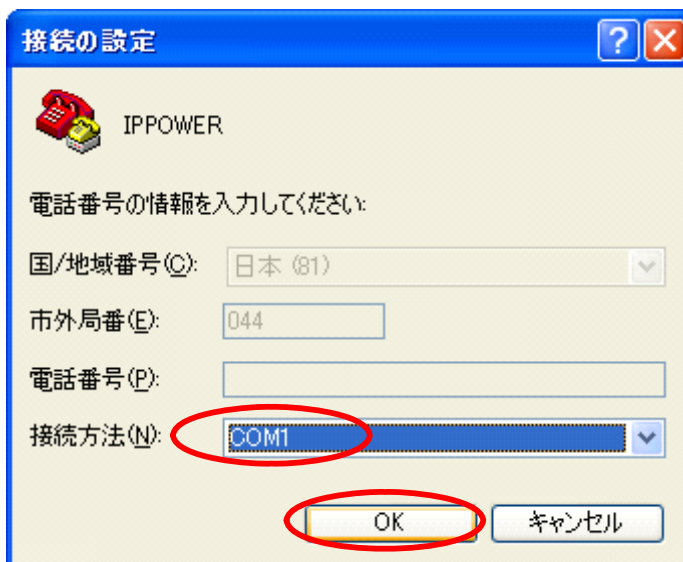 接続の設定
IPPOWER
電話番号の情報を入力してください:
国/地域番号(C): 日本 (81)
市外局番(E): 044
電話番号(P):
接続方法(N): COM1
OK キャンセル